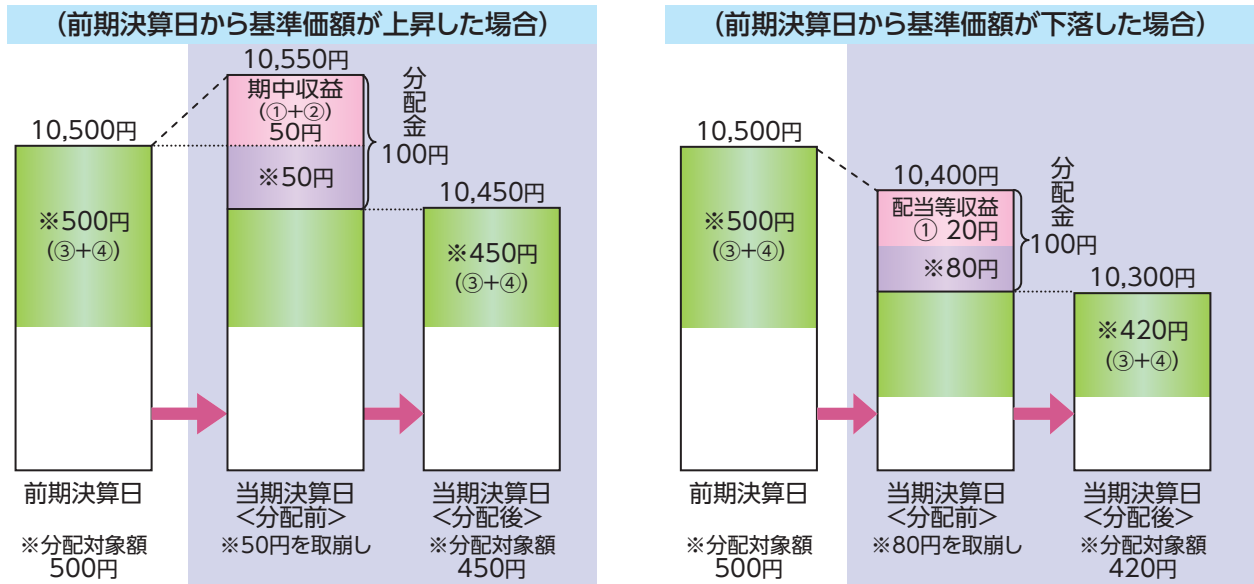 (前期決算日から基準価額が上昇した場合)
10,550円
期中収益
(①+②)
50円
※50円
分配金
100円
10,500円
※500円
(③+④)
10,450円
※450円
(③+④)
前期決算日
※分配対象額
500円
当期決算日
<分配前>
※50円を取崩し
当期決算日
<分配後>
※分配対象額
450円
(前期決算日から基準価額が下落した場合)
10,500円
※500円
(③+④)
10,400円
配当等収益
① 20円
※80円
分配金
100円
10,300円
※420円
(③+④)
前期決算日
※分配対象額
500円
当期決算日
<分配前>
※80円を取崩し
当期決算日
<分配後>
※分配対象額
420円